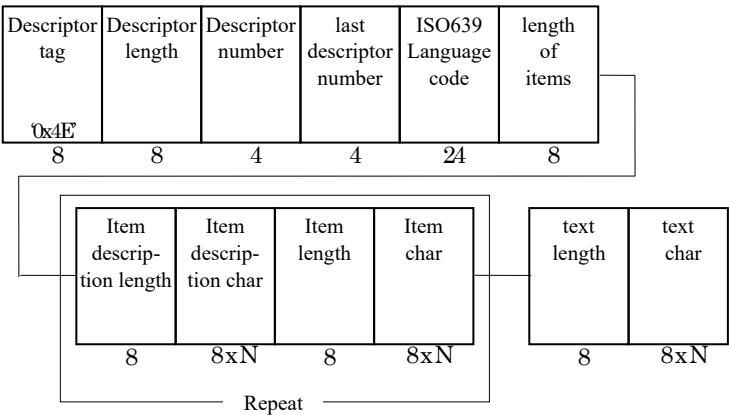 Descriptor tag '0x4E'
Descriptor length
Descriptor number
last descriptor number
ISO639 Language code
length of items
8 8 4 4 24 8
Item descrip- tion length
Item descrip- tion char
Item length
Item char
text length
text char
8 8xN 8 8xN 8 8xN
Repeat